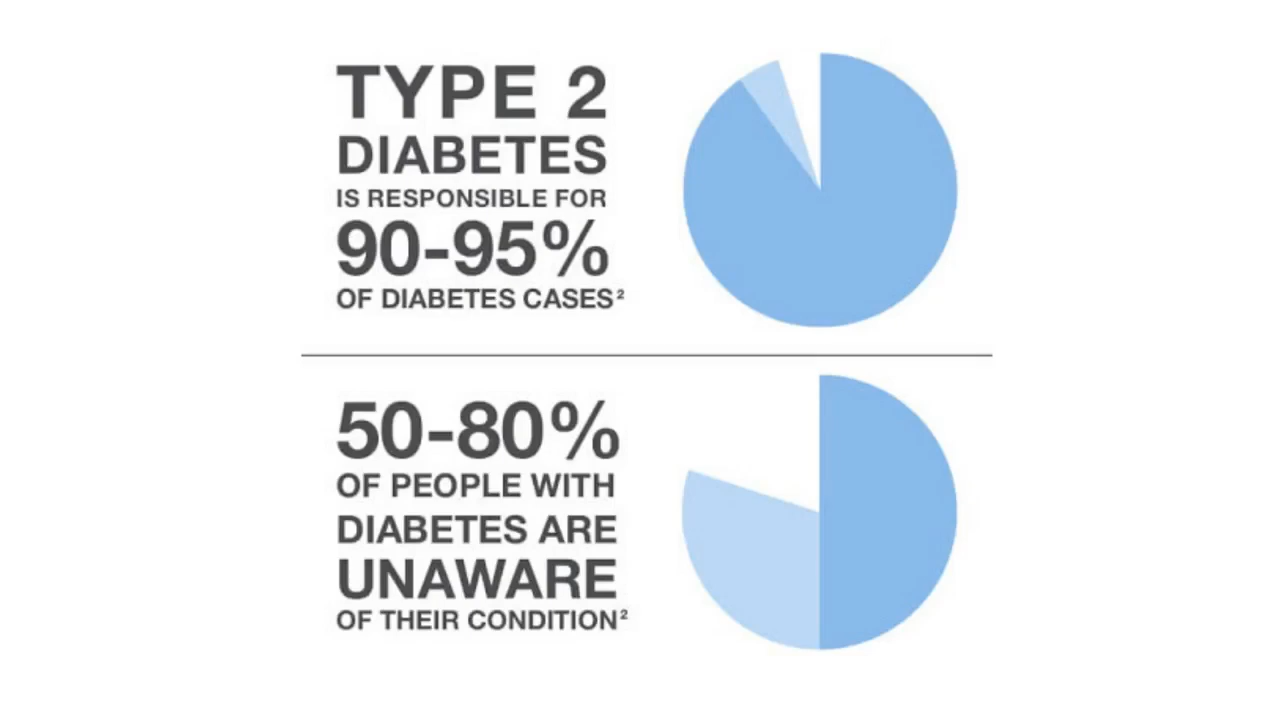 TYPE 2
DIABETES
IS RESPONSIBLE FOR
90-95%
OF DIABETES CASES²
50-80%
OF PEOPLE WITH
DIABETES ARE
UNAWARE
OF THEIR CONDITION²